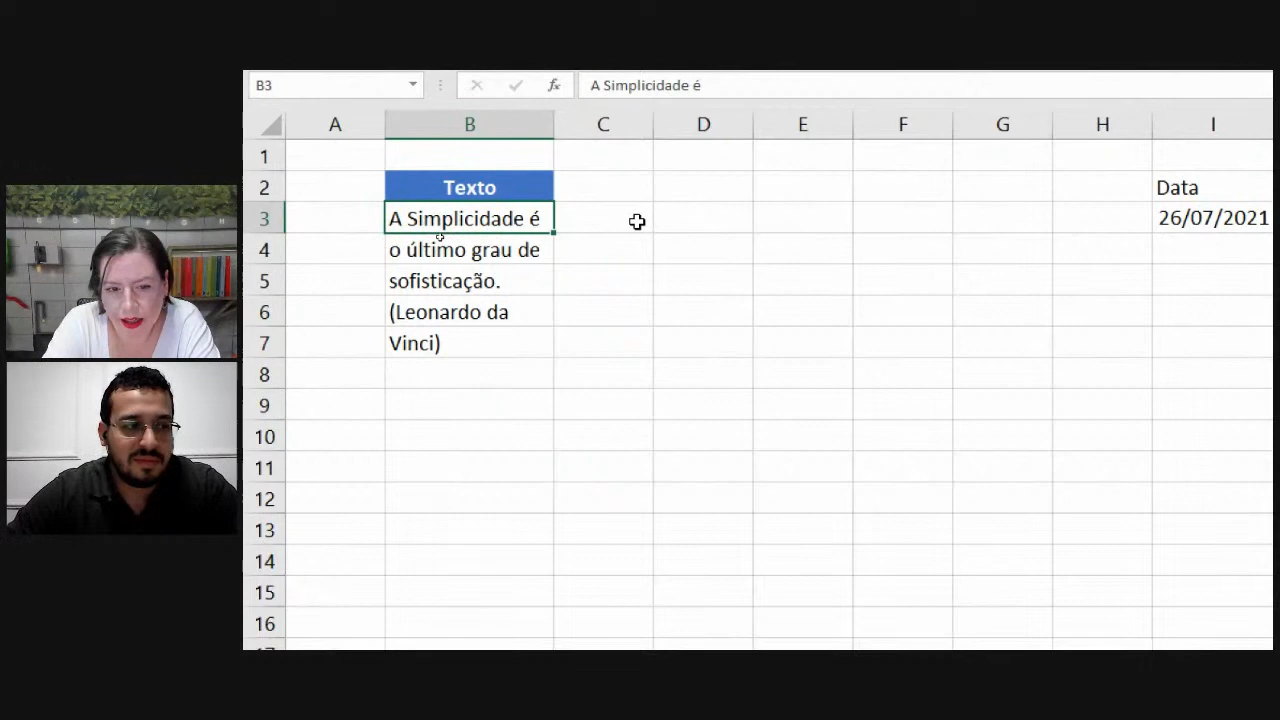 B3
fx
A Simplicidade é
A B C D E F G H I
1
2 Texto Data
3 A Simplicidade é 26/07/2021
4 o último grau de
5 sofisticação.
6 (Leonardo da
7 Vinci)
8
9
10
11
12
13
14
15
16